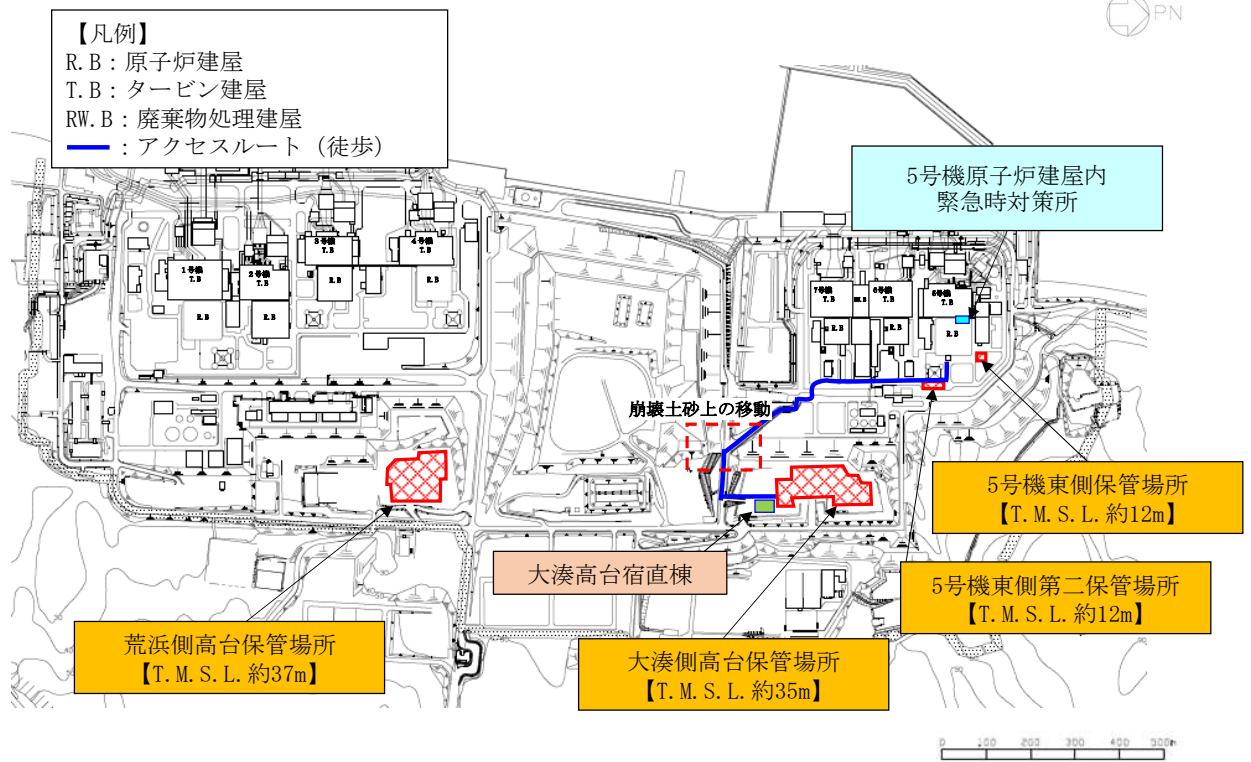 PN
【凡例】
R.B：原子炉建屋
T.B：タービン建屋
RW.B：廃棄物処理建屋
：アクセスルート（徒歩）
5号機原子炉建屋内
緊急時対策所
1号機
T.B
2号機
T.B
3号機
T.B
4号機
T.B
R.B
R.B
R.B
R.B
7号機
T.B
6号機
T.B
5号機
T.B
R.B
R.B
R.B
崩壊土砂上の移動
5号機東側保管場所
【T.M.S.L.約12m】
大湊高台宿直棟
5号機東側第二保管場所
【T.M.S.L.約12m】
荒浜側高台保管場所
【T.M.S.L.約37m】
大湊側高台保管場所
【T.M.S.L.約35m】
0 100 200 300 400 500m